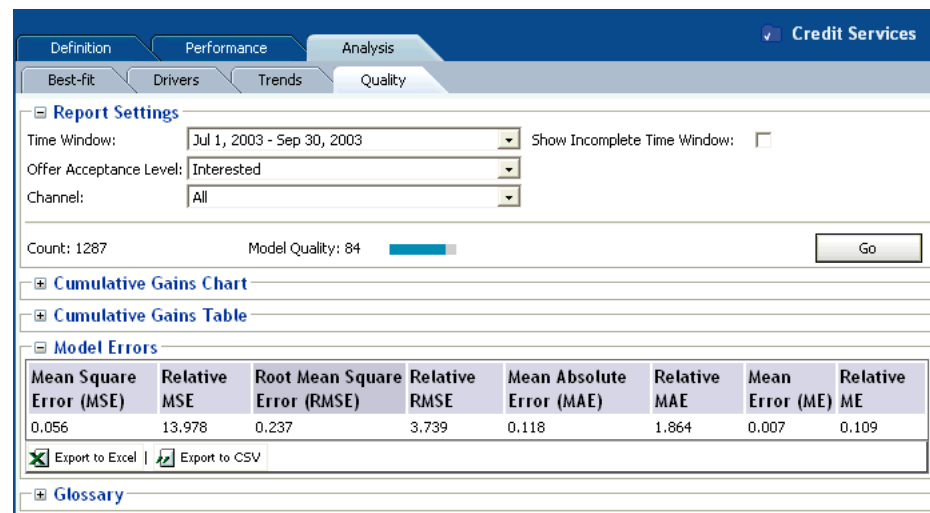 Credit Services
Definition Performance Analysis
Best-fit Drivers Trends Quality
Report Settings
Time Window: Jul 1, 2003 - Sep 30, 2003 Show Incomplete Time Window:
Offer Acceptance Level: Interested
Channel: All
Count: 1287 Model Quality: 84 Go
Cumulative Gains Chart
Cumulative Gains Table
Model Errors
Mean Square Relative Root Mean Square Relative Mean Absolute Relative Mean Relative
Error (MSE) MSE Error (RMSE) RMSE Error (MAE) MAE Error (ME) ME
0.056 13.978 0.237 3.739 0.118 1.864 0.007 0.109
Export to Excel | Export to CSV
Glossary